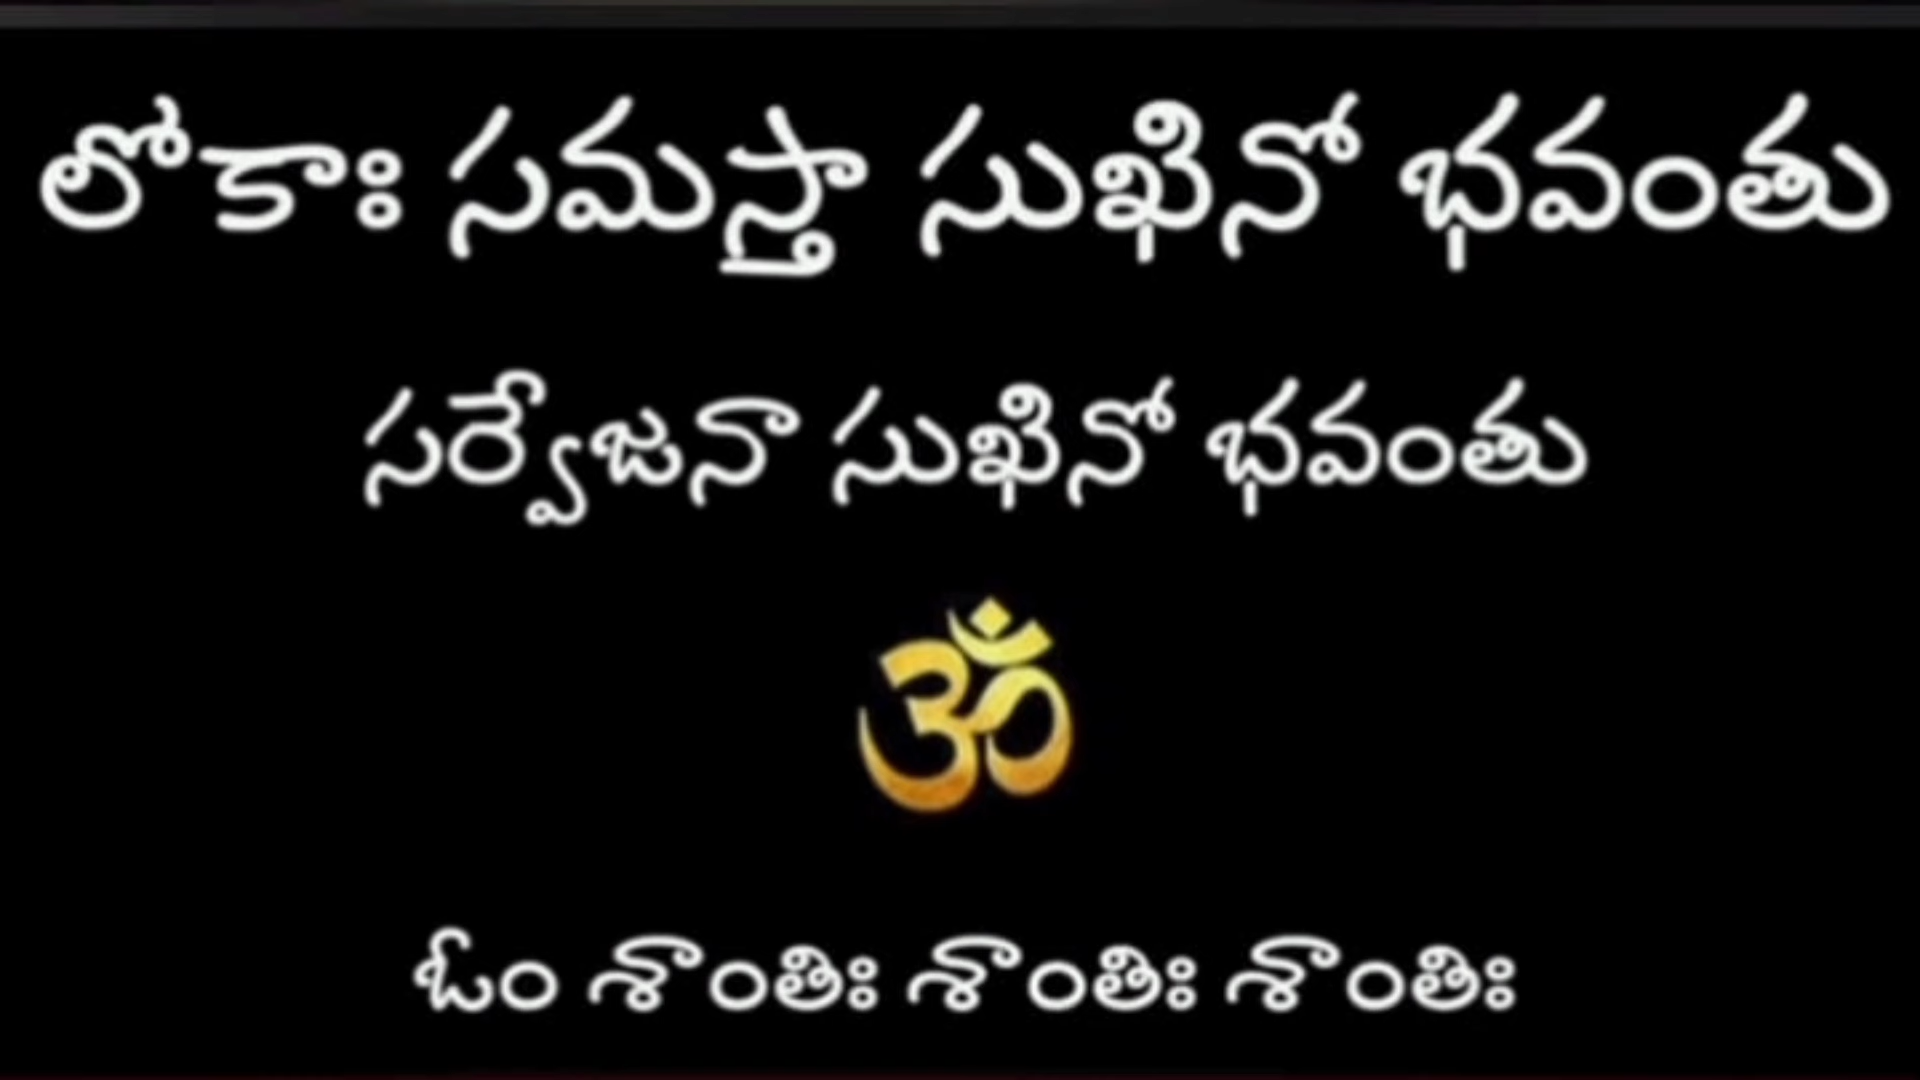 లోకాః సమస్తా సుఖినో భవంతు
సర్వేజనా సుఖినో భవంతు
ॐ
ఓం శాంతిః శాంతిః శాంతిః